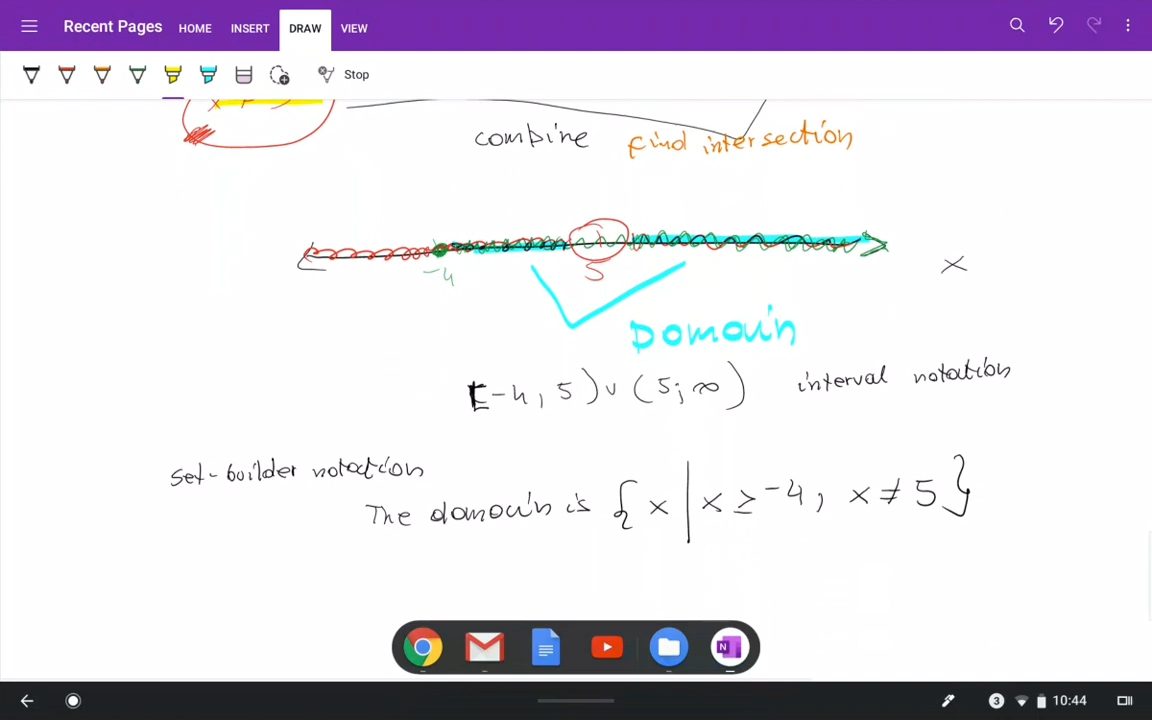 Recent Pages HOME INSERT DRAW VIEW
Stop
combine find intersection
-4 5 x
Domain
[-4, 5) ∪ (5; ∞) interval notation
set-builder notation
The domain is { x | x ≥ -4, x ≠ 5 }
N
3 10:44